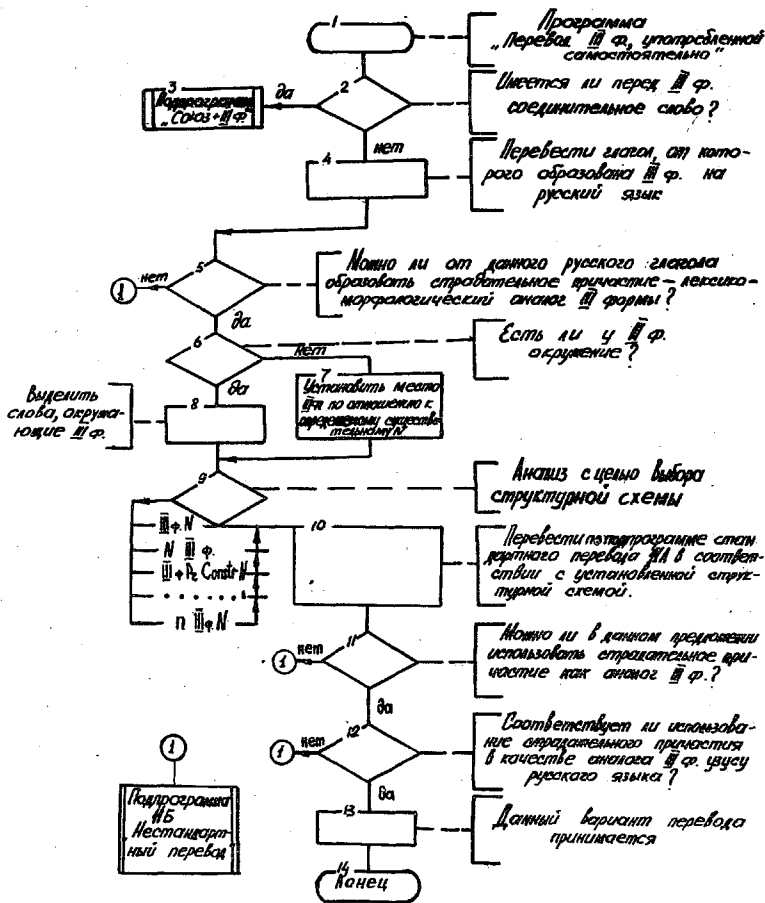 1
Программа
„Перевод III ф, употребленной
самостоятельно"
3
Подпрограмма
„Союз+III ф."
да
2
Имеется ли перед III ф.
соединительное слово?
нет
4
Перевести глагол, от кото-
рого образована III ф. на
русский язык
1
нет
5
Можно ли от данного русского глагола
образовать страдательное причастие – лексико-
морфологический аналог III формы?
да
6
Нет
Есть ли у III ф.
окружение?
да
7
Установить место
по отношению к
определяемому существи-
тельному N
Выделить
слова, окружа-
ющие III ф.
8
9
Анализ с целью выбора
структурной схемы
III ф. N
N III ф.
III + Pr Constr N
. . . . . . .
n III ф. N
10
Перевести по подпрограмме стан
дартного перевода в соответ-
ствии с установленной струк-
турной схемой.
1
нет
11
Можно ли в данном предложении
использовать страдательное при-
частие как аналог III ф.?
да
1
нет
12
Соответствует ли использова-
ние страдательного причастия
в качестве аналога III ф. узусу
русского языка?
да
1
Подпрограмма
№Б
„Нестандарт-
ный перевод"
13
Данный вариант перевода
принимается
14
Конец